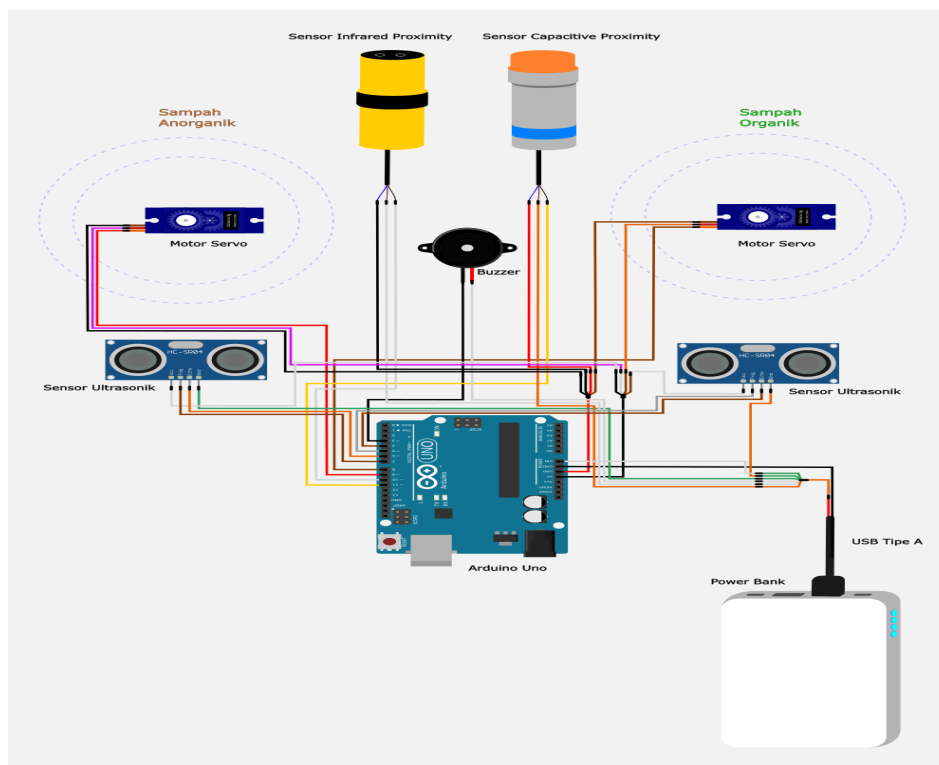 Sensor Infrared Proximity
Sensor Capacitive Proximity
Sampah
Anorganik
Sampah
Organik
Motor Servo
Motor Servo
Buzzer
HC-SR04
HC-SR04
Sensor Ultrasonik
Sensor Ultrasonik
UNO
Arduino
Arduino Uno
USB Tipe A
Power Bank